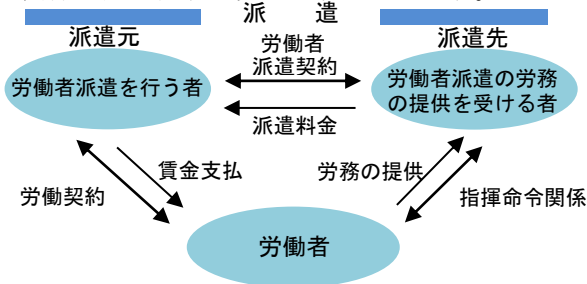 派 遣
派遣元
派遣先
労働者
派遣契約
労働者派遣を行う者
労働者派遣の労務
の提供を受ける者
派遣料金
賃金支払
労務の提供
労働契約
指揮命令関係
労働者